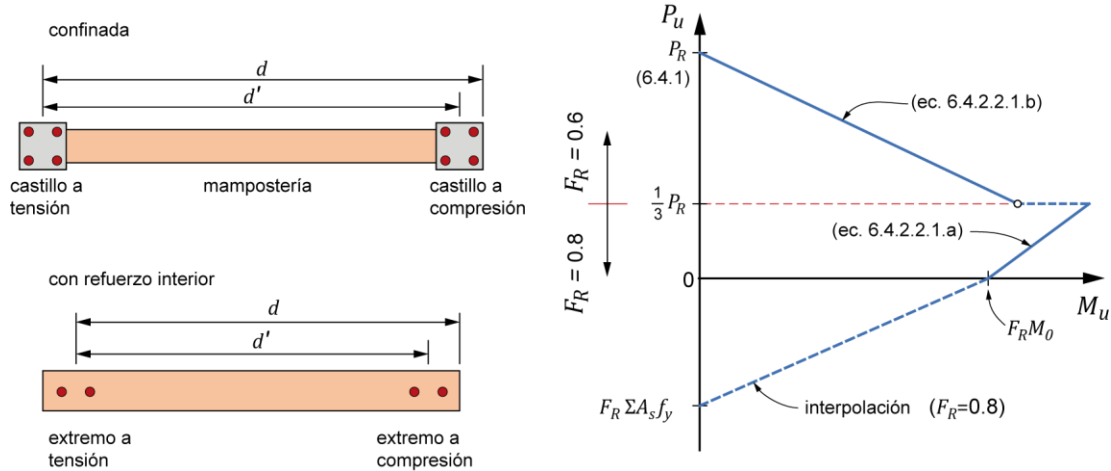 confinada
d
d'
castillo a
tensión
mampostería
castillo a
compresión
con refuerzo interior
d
d'
extremo a
tensión
extremo a
compresión
P_u
P_R
(6.4.1)
(ec. 6.4.2.2.1.b)
F_R = 0.6
1/3 P_R
(ec. 6.4.2.2.1.a)
F_R = 0.8
0
M_u
F_R M_0
F_R ΣA_s f_y
interpolación (F_R=0.8)